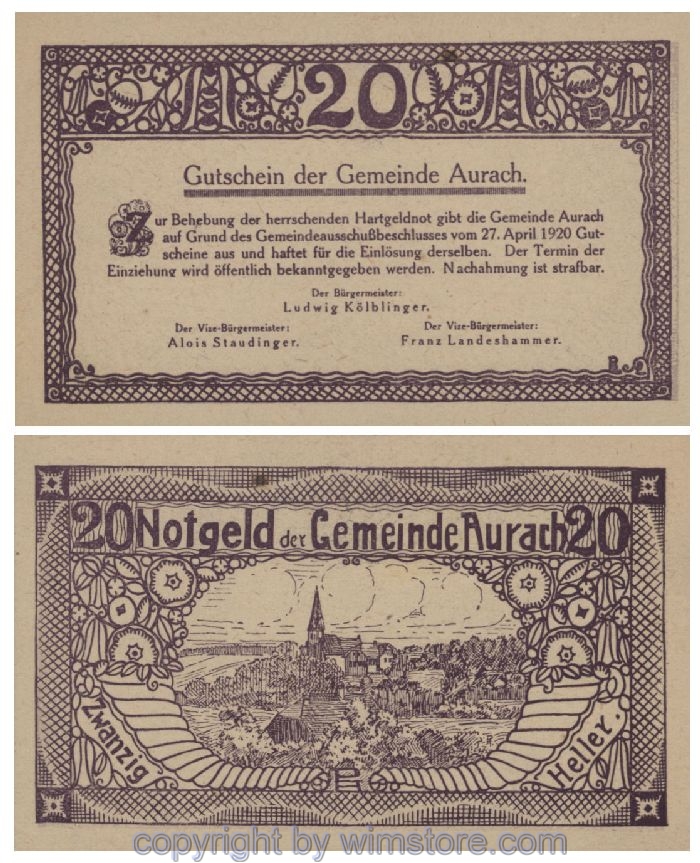 20
Gutschein der Gemeinde Aurach.
Zur Behebung der herrschenden Hartgeldnot gibt die Gemeinde Aurach
auf Grund des Gemeindeausschußbeschlusses vom 27. April 1920 Gut-
scheine aus und haftet für die Einlösung derselben. Der Termin der
Einziehung wird öffentlich bekanntgegeben werden. Nachahmung ist strafbar.
Der Bürgermeister:
Ludwig Kölblinger.
Der Vize-Bürgermeister: Der Vize-Bürgermeister:
Alois Staudinger. Franz Landeshammer.
20 Notgeld der Gemeinde Aurach 20
Zwanzig Heller.
copyright by wimstore.com